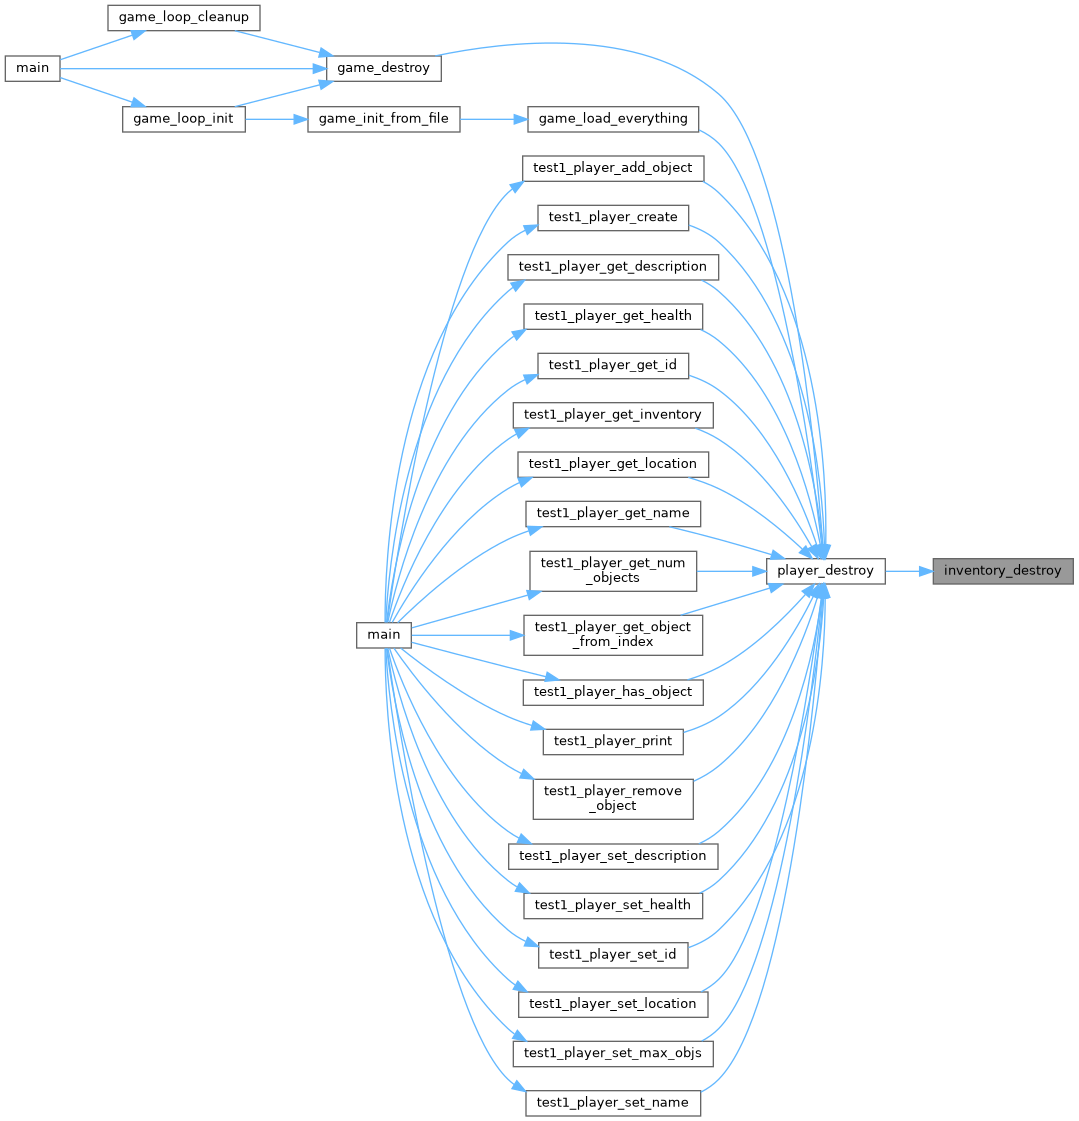 game_loop_cleanup
main
game_destroy
game_loop_init
game_init_from_file
game_load_everything
test1_player_add_object
test1_player_create
test1_player_get_description
test1_player_get_health
test1_player_get_id
test1_player_get_inventory
test1_player_get_location
test1_player_get_name
test1_player_get_num
_objects
player_destroy
inventory_destroy
main
test1_player_get_object
_from_index
test1_player_has_object
test1_player_print
test1_player_remove
_object
test1_player_set_description
test1_player_set_health
test1_player_set_id
test1_player_set_location
test1_player_set_max_objs
test1_player_set_name